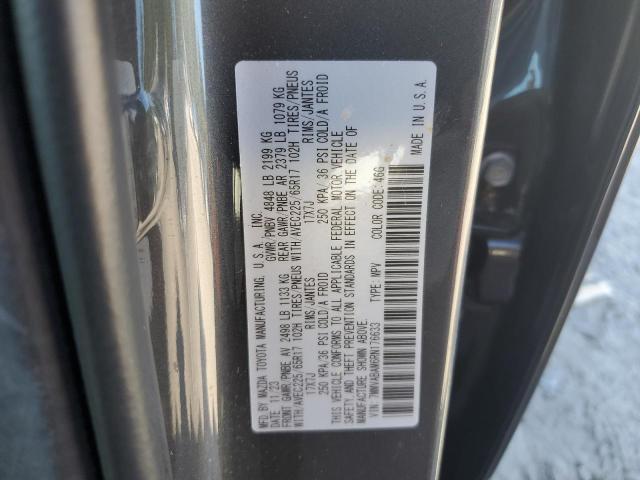 MFD. BY MAZDA TOYOTA MANUFACTURING, U.S.A., INC.
DATE 11/23 GVWR/PNBV 4848 LB 2199 KG
FRONT GAWR/PNBE AV 2498 LB 1133 KG REAR GAWR/PNBE AR 2379 LB 1079 KG
WITH/AVEC225/65R17 102H TIRES/PNEUS WITH/AVEC225/65R17 102H TIRES/PNEUS
17X7J RIMS/JANTES 17X7J RIMS/JANTES
250 KPA/36 PSI COLD/A FROID 250 KPA/36 PSI COLD/A FROID
THIS VEHICLE CONFORMS TO ALL APPLICABLE FEDERAL MOTOR VEHICLE
SAFETY, AND THEFT PREVENTION STANDARDS IN EFFECT ON THE DATE OF
MANUFACTURE SHOWN ABOVE.
VIN: 7MMVABAM6RN176633 TYPE: MPV COLOR CODE: 46G
MADE IN U.S.A.